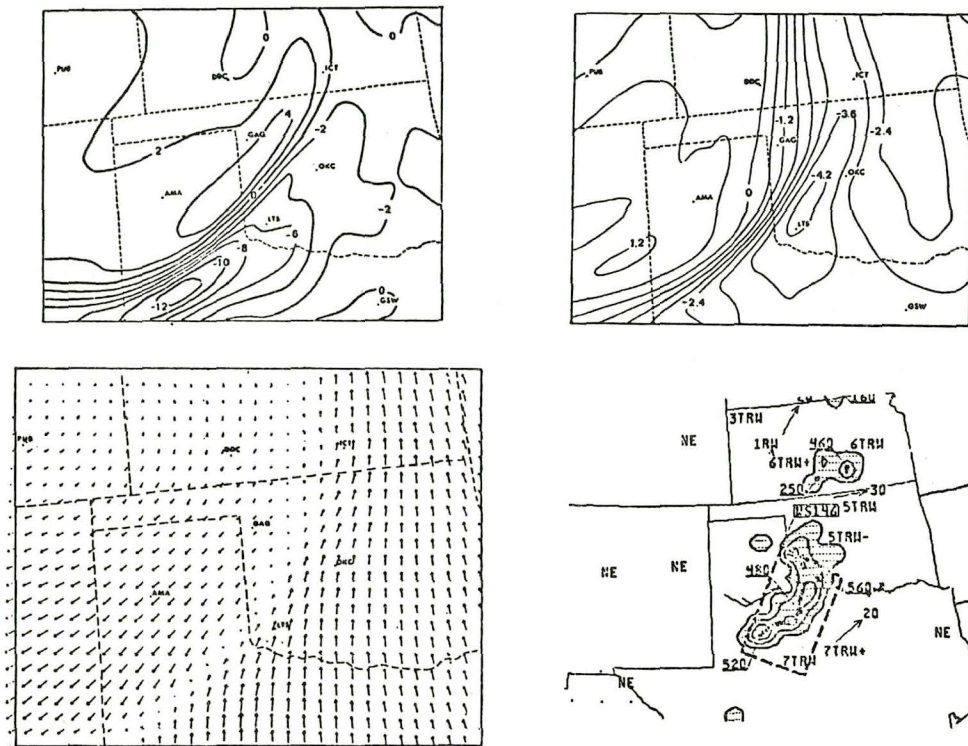 0
0
PUB
DDC
ICT
4
GAG
-2
2
OKC
AMA
0
-2
LTS
-6
-8
-10
-12
0
GSW
PUB
DDC
ICT
-3.6
-1.2
GAG
-2.4
-4.2
OKC
AMA
0
LTS
1.2
-2.4
GSW
PUB
DDC
GAG
OKC
AMA
LTS
3TRW
NE
1RW
460
6TRW
6TRW+
250
30
WS146
5TRW
5TRW-
NE
NE
480
560
20
NE
7TRW+
520
7TRW
NE